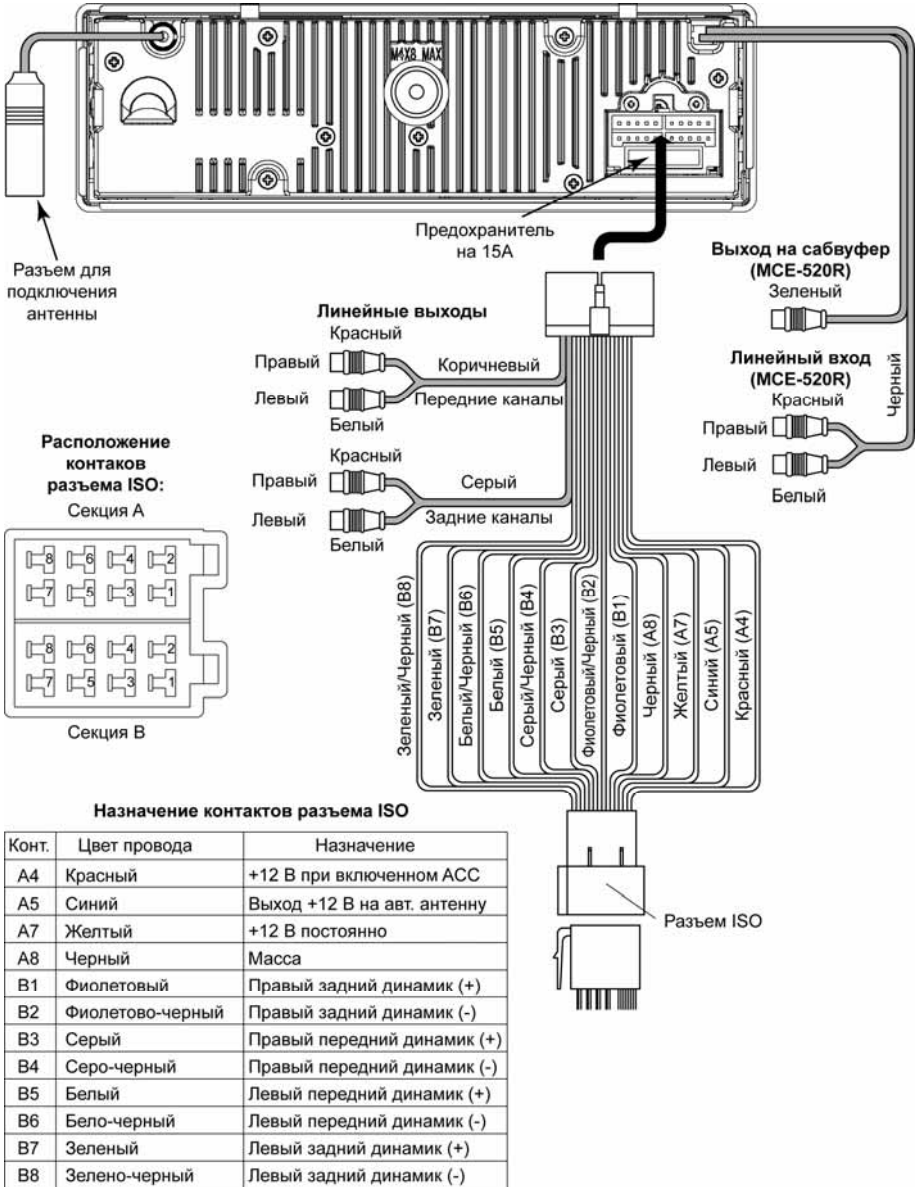 M4X8 MAX
Предохранитель
на 15А
Разъем для
подключения
антенны
Выход на сабвуфер
(MCE-520R)
Зеленый
Линейные выходы
Красный
Правый
Коричневый
Левый
Передние каналы
Белый
Линейный вход
(MCE-520R)
Красный
Черный
Правый
Левый
Белый
Красный
Правый
Серый
Левый
Задние каналы
Белый
Расположение
контаков
разъема ISO:
Секция А
8 6 4 2
7 5 3 1
8 6 4 2
7 5 3 1
Секция В
Зеленый/Черный (B8)
Зеленый (B7)
Белый/Черный (B6)
Белый (B5)
Серый/Черный (B4)
Серый (B3)
Фиолетовый/Черный (B2)
Фиолетовый (B1)
Черный (A8)
Желтый (A7)
Синий (A5)
Красный (A4)
Разъем ISO
Назначение контактов разъема ISO
Конт. Цвет провода Назначение
A4 Красный +12 В при включенном ACC
A5 Синий Выход +12 В на авт. антенну
A7 Желтый +12 В постоянно
A8 Черный Масса
B1 Фиолетовый Правый задний динамик (+)
B2 Фиолетово-черный Правый задний динамик (-)
B3 Серый Правый передний динамик (+)
B4 Серо-черный Правый передний динамик (-)
B5 Белый Левый передний динамик (+)
B6 Бело-черный Левый передний динамик (-)
B7 Зеленый Левый задний динамик (+)
B8 Зелено-черный Левый задний динамик (-)